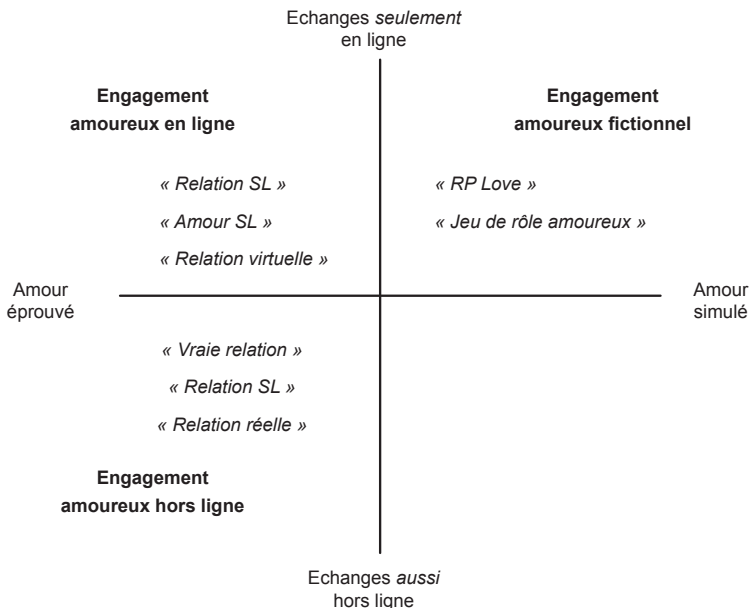 Echanges seulement
en ligne
Engagement
amoureux en ligne
Engagement
amoureux fictionnel
« Relation SL »
« Amour SL »
« Relation virtuelle »
« RP Love »
« Jeu de rôle amoureux »
Amour
éprouvé
Amour
simulé
« Vraie relation »
« Relation SL »
« Relation réelle »
Engagement
amoureux hors ligne
Echanges aussi
hors ligne